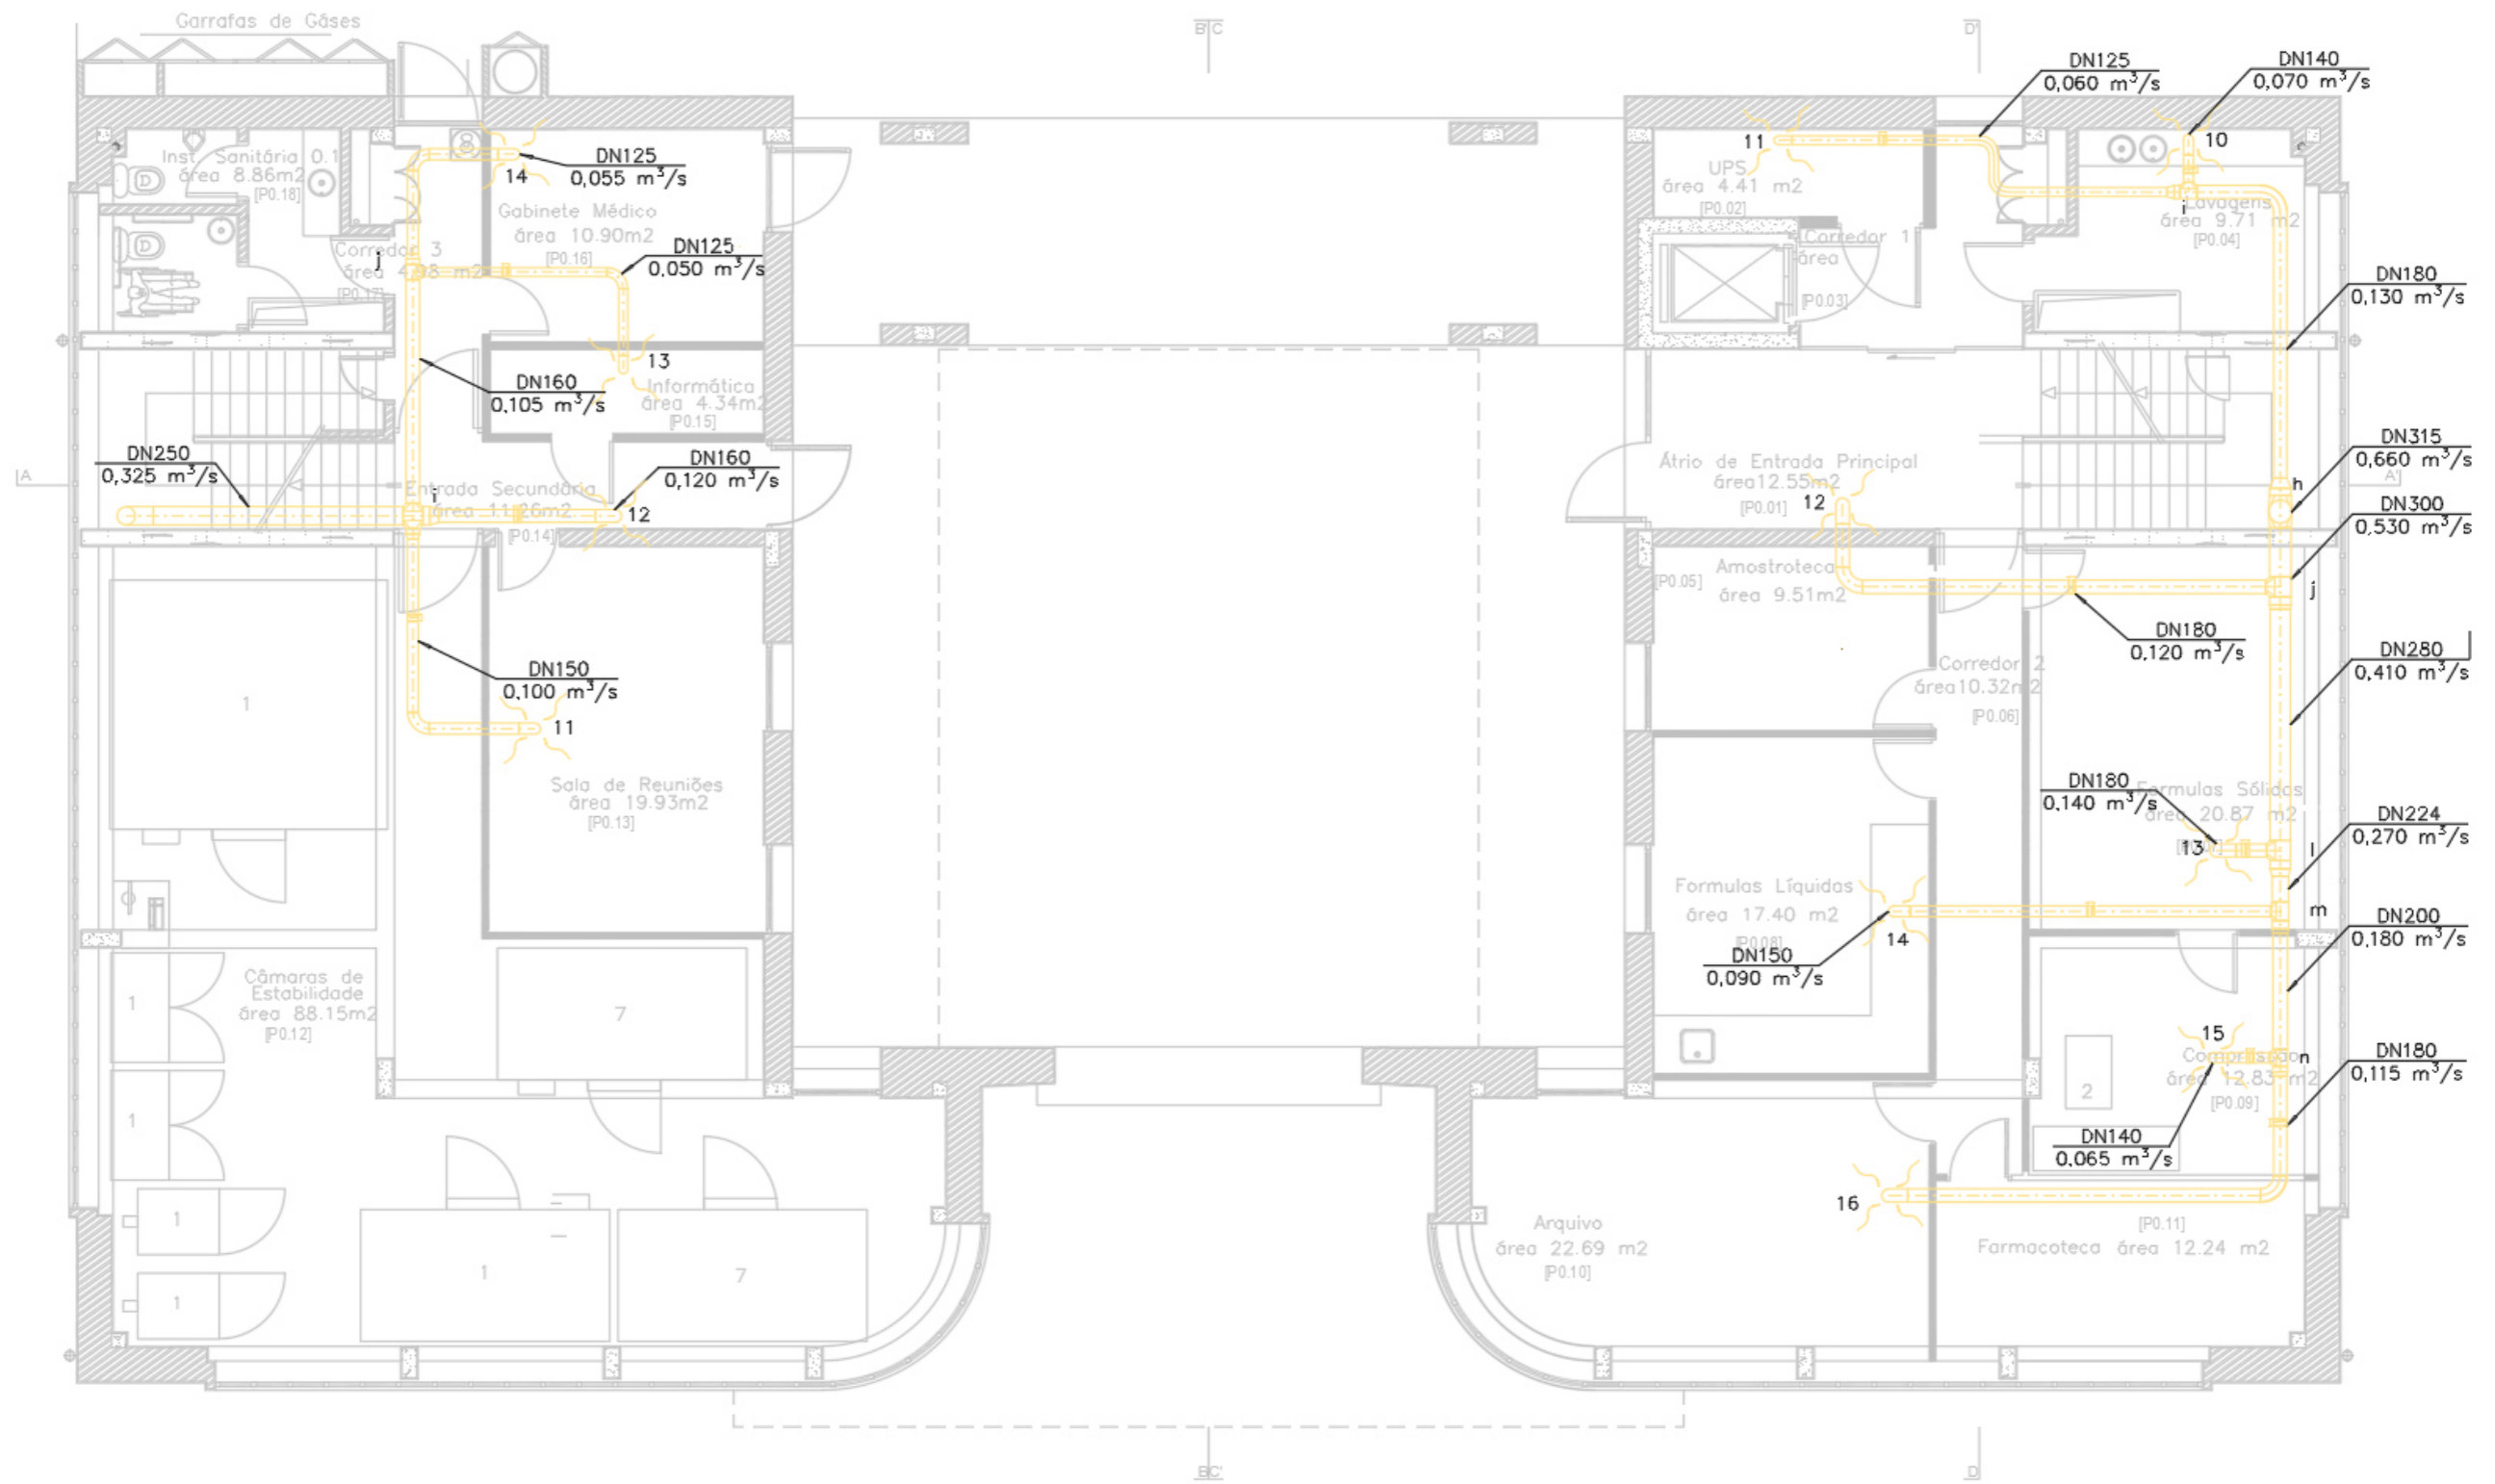 Garrafas de Gáses
B C
D'
DN125
0,060 m³/s
DN140
0,070 m³/s
8
14
DN125
0,055 m³/s
Inst. Sanitária 0.1
área 8.86m2
[P0.18]
D
D
Gabinete Médico
área 10.90m2
[P0.16]
DN125
0,050 m³/s
j
Corredor 3
[P0.17]
13
Informática
área 4.34m2
[P0.15]
DN160
0,105 m³/s
DN250
0,325 m³/s
A
DN160
0,120 m³/s
i
Entrada Secundária
área 11.26m2
[P0.14]
12
DN150
0,100 m³/s
11
Sala de Reuniões
área 19.93m2
[P0.13]
1
Câmaras de
Estabilidade
área 88.15m2
[P0.12]
1
1
1
1
7
1
7
11
UPS
área 4.41 m2
[P0.02]
10
i
Lavagens
área 9.71 m2
[P0.04]
Corredor 1
área
[P0.03]
DN180
0,130 m³/s
DN315
0,660 m³/s
A'
h
Átrio de Entrada Principal
área12.55m2
[P0.01]
12
DN300
0,530 m³/s
j
Amostroteca
área 9.51m2
[P0.05]
DN180
0,120 m³/s
DN280
0,410 m³/s
Corredor 2
área10.32m2
[P0.06]
DN180
0,140 m³/s
Formulas Sólidas
área 20.87 m2
13
l
DN224
0,270 m³/s
Formulas Líquidas
área 17.40 m2
[P0.08]
14
m
DN150
0,090 m³/s
DN200
0,180 m³/s
15
n
Compressão
área 12.83 m2
[P0.09]
2
DN180
0,115 m³/s
DN140
0,065 m³/s
16
Arquivo
área 22.69 m2
[P0.10]
[P0.11]
Farmacoteca área 12.24 m2
BC'
D